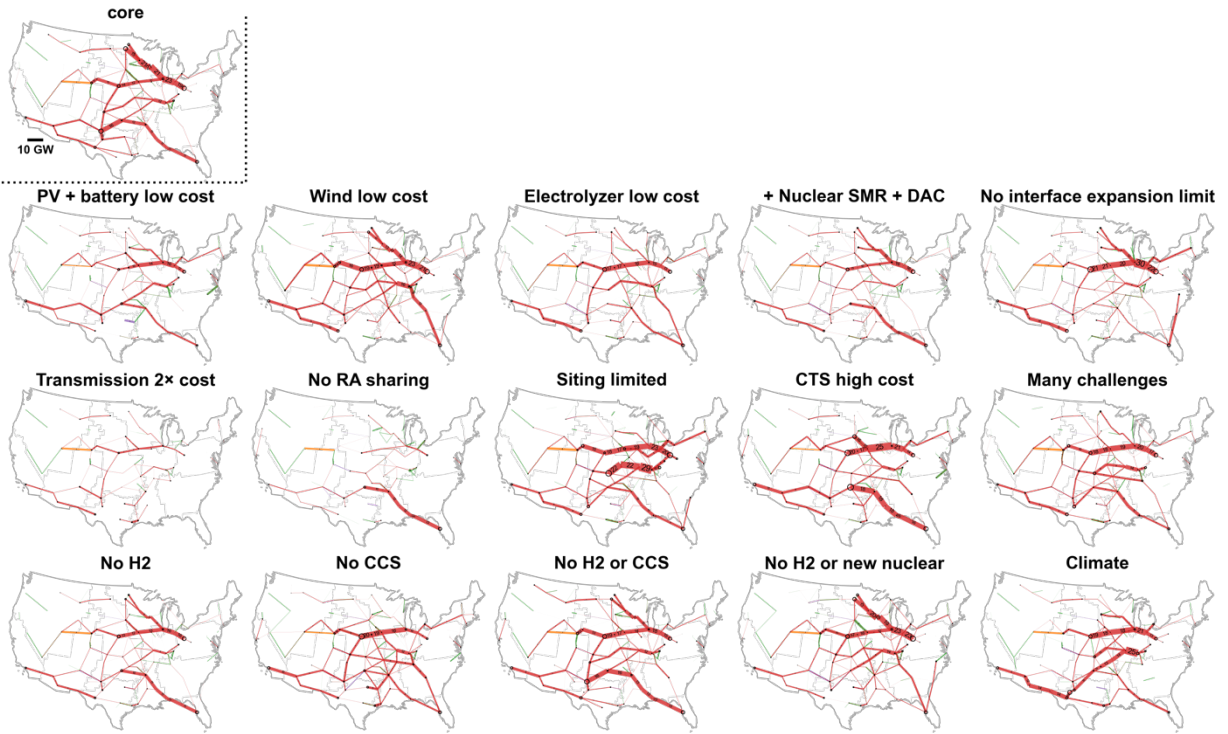 core
10 GW
PV + battery low cost
Wind low cost
Electrolyzer low cost
+ Nuclear SMR + DAC
No interface expansion limit
Transmission 2× cost
No RA sharing
Siting limited
CTS high cost
Many challenges
No H2
No CCS
No H2 or CCS
No H2 or new nuclear
Climate